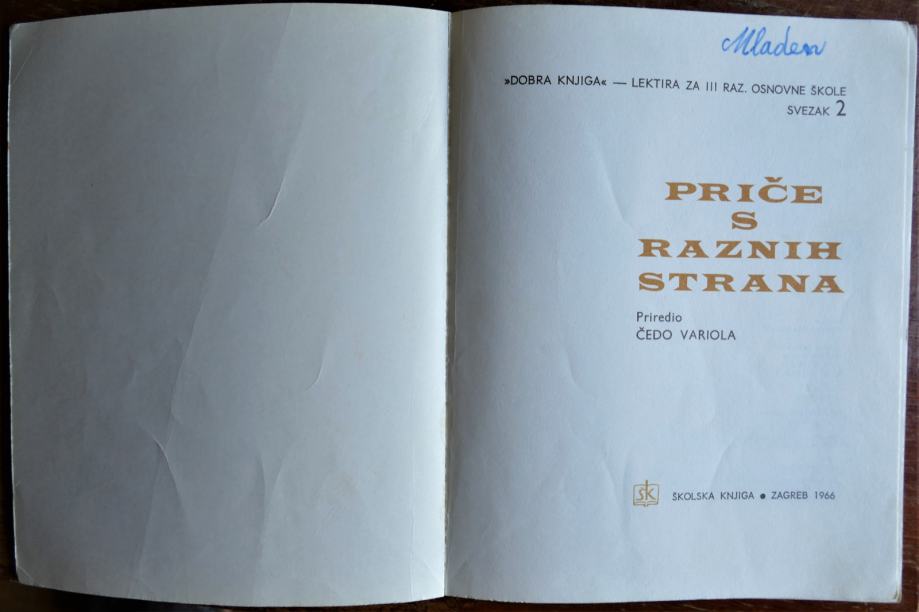 Mladen
»DOBRA KNJIGA« — LEKTIRA ZA III RAZ. OSNOVNE ŠKOLE
SVEZAK 2
PRIČE
S
RAZNIH
STRANA
Priredio
ČEDO VARIOLA
ŠK
ŠKOLSKA KNJIGA ● ZAGREB 1966